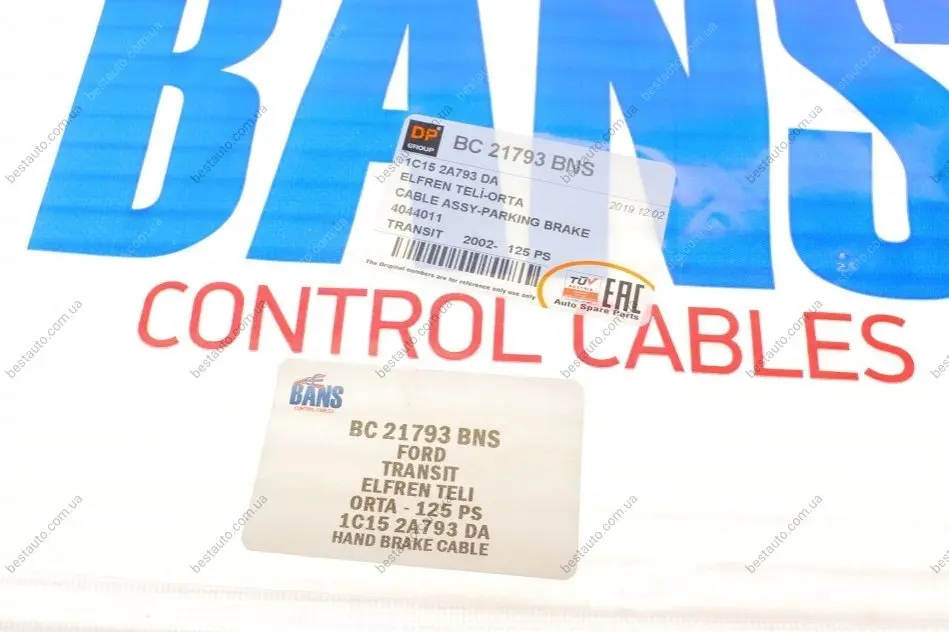 BANS
CONTROL CABLES
DP
GROUP
BC 21793 BNS
1C15 2A793 DA
ELFREN TELİ-ORTA
2019 12:02
CABLE ASSY-PARKING BRAKE
4044011
TRANSIT 2002- 125 PS
The Original numbers are for reference only use only
TÜV
AUSTRIA
EAC
Auto Spare Parts
BANS
CONTROL CABLES
BC 21793 BNS
FORD
TRANSIT
ELFREN TELI
ORTA - 125 PS
1C15 2A793 DA
HAND BRAKE CABLE
bestauto.com.ua